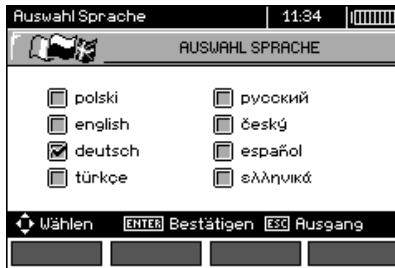 Auswahl Sprache 11:34
AUSWAHL SPRACHE
polski русский
english český
deutsch español
türkçe ελληνικά
Wählen ENTER Bestätigen ESC Ausgang